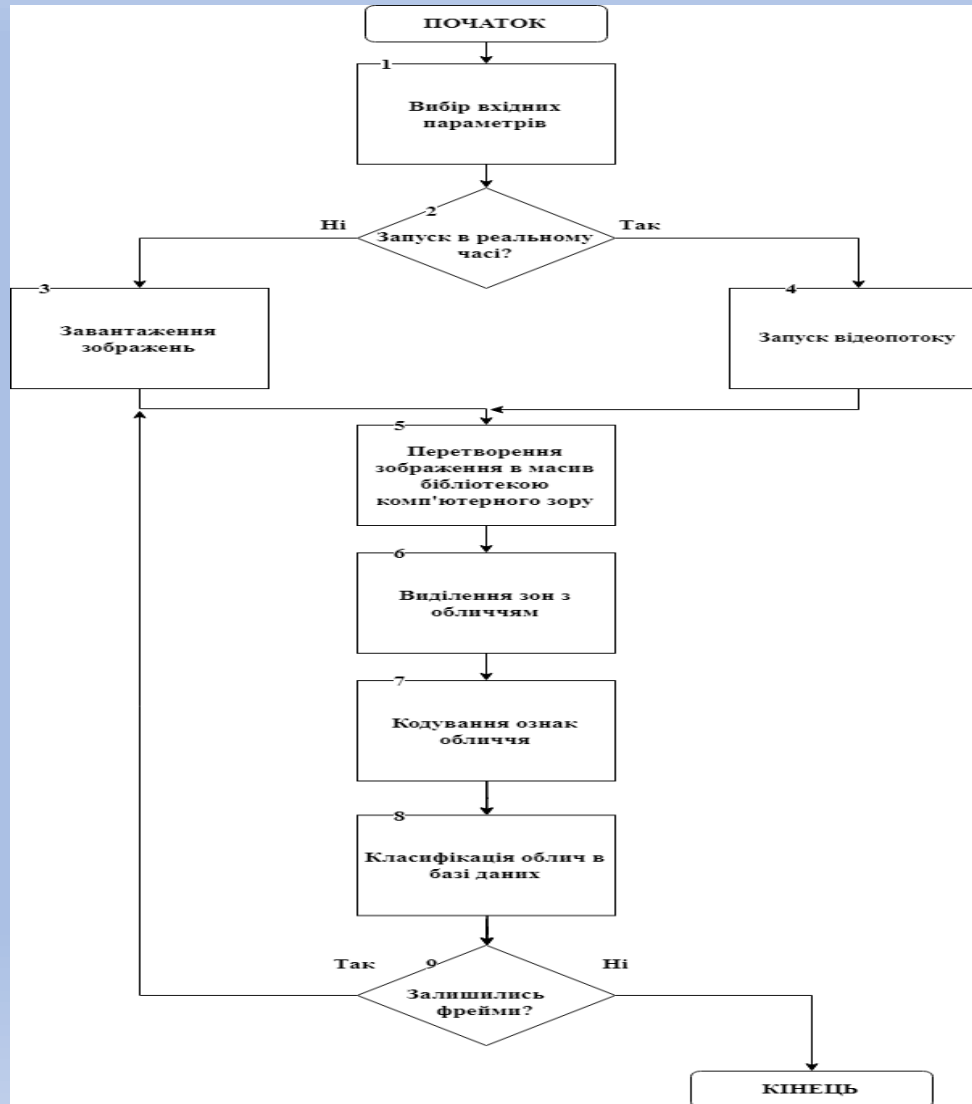 ПОЧАТОК
1
Вибір вхідних
параметрів
2
Ні
Так
Запуск в реальному
часі?
3
Завантаження
зображень
4
Запуск відеопотоку
5
Перетворення
зображення в масив
бібліотекою
комп'ютерного зору
6
Виділення зон з
обличчям
7
Кодування ознак
обличчя
8
Класифікація облич в
базі даних
Так
9
Ні
Залишились
фрейми?
КІНЕЦЬ